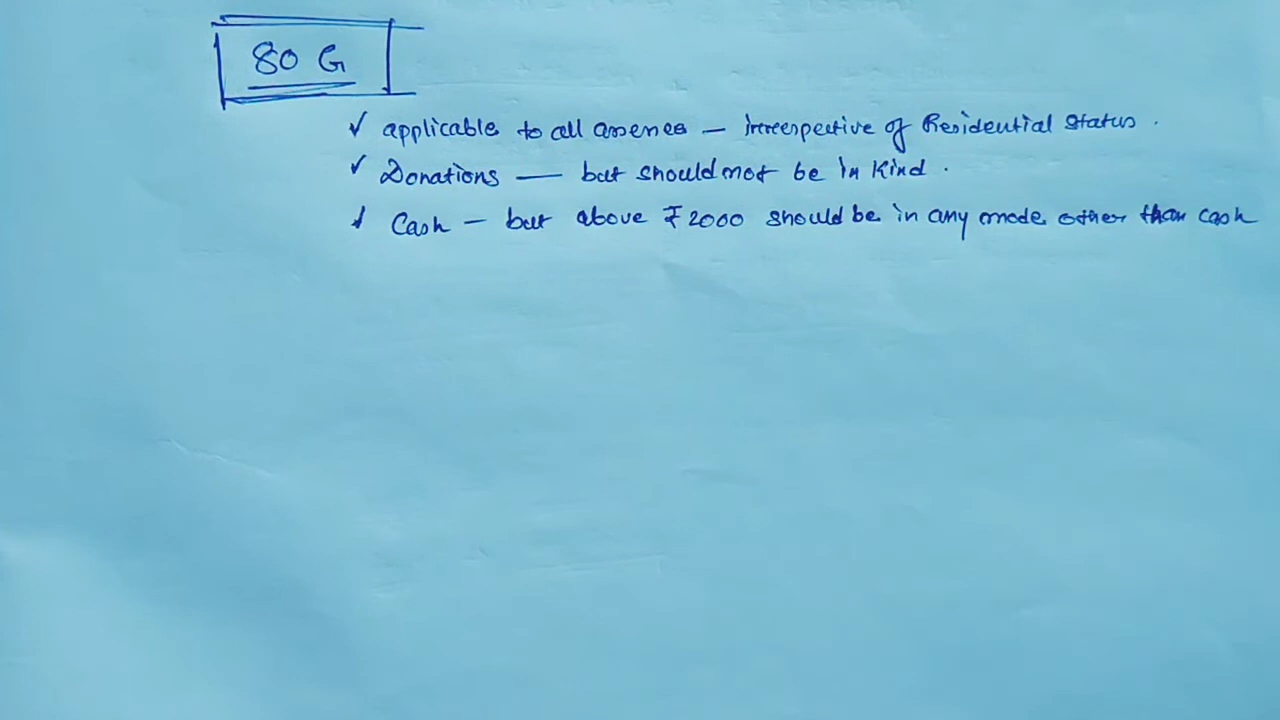 80 G
✓ applicable to all assesses – irrespective of Residential Status.
✓ Donations — but should not be in Kind.
✓ Cash – but above ₹2000 should be in any mode other than cash